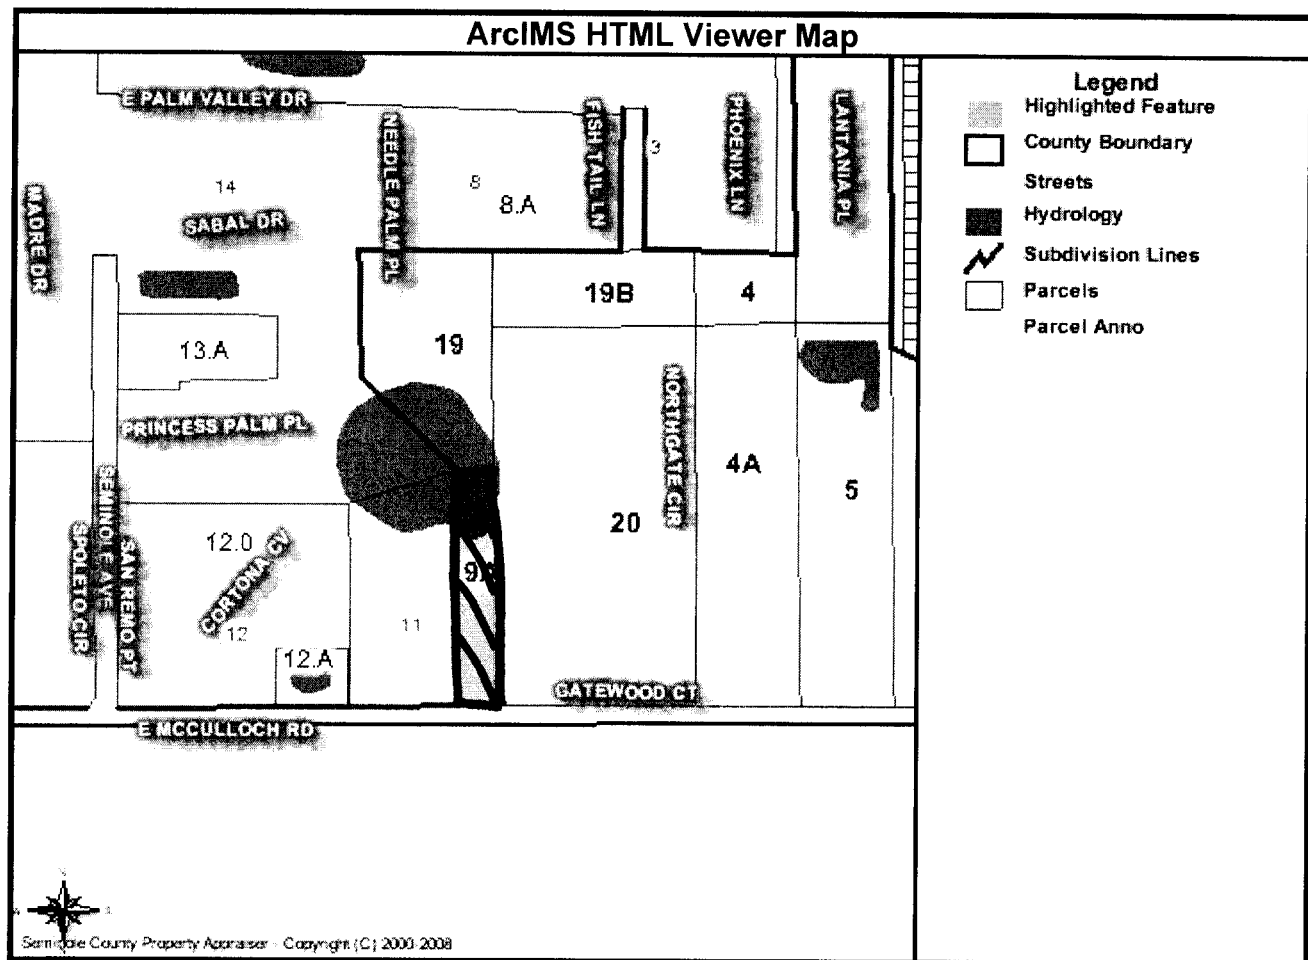 ArcIMS HTML Viewer Map
Legend
Highlighted Feature
County Boundary
Streets
Hydrology
Subdivision Lines
Parcels
Parcel Anno
E PALM VALLEY DR
NEEDLE PALM PL
FISH TAIL LN
PHOENIX LN
LANTANIA PL
3
14
8
8.A
MADRE DR
SABAL DR
19B
4
13.A
19
NORTHGATE CIR
PRINCESS PALM PL
4A
5
SEMINOLE AVE
SPOLETO CIR
SAN REMO PT
12.0
CORTONA CV
20
12
11
12.A
GATEWOOD CT
E MCCULLOCH RD
Seminole County Property Appraiser - Copyright (C) 2000-2008